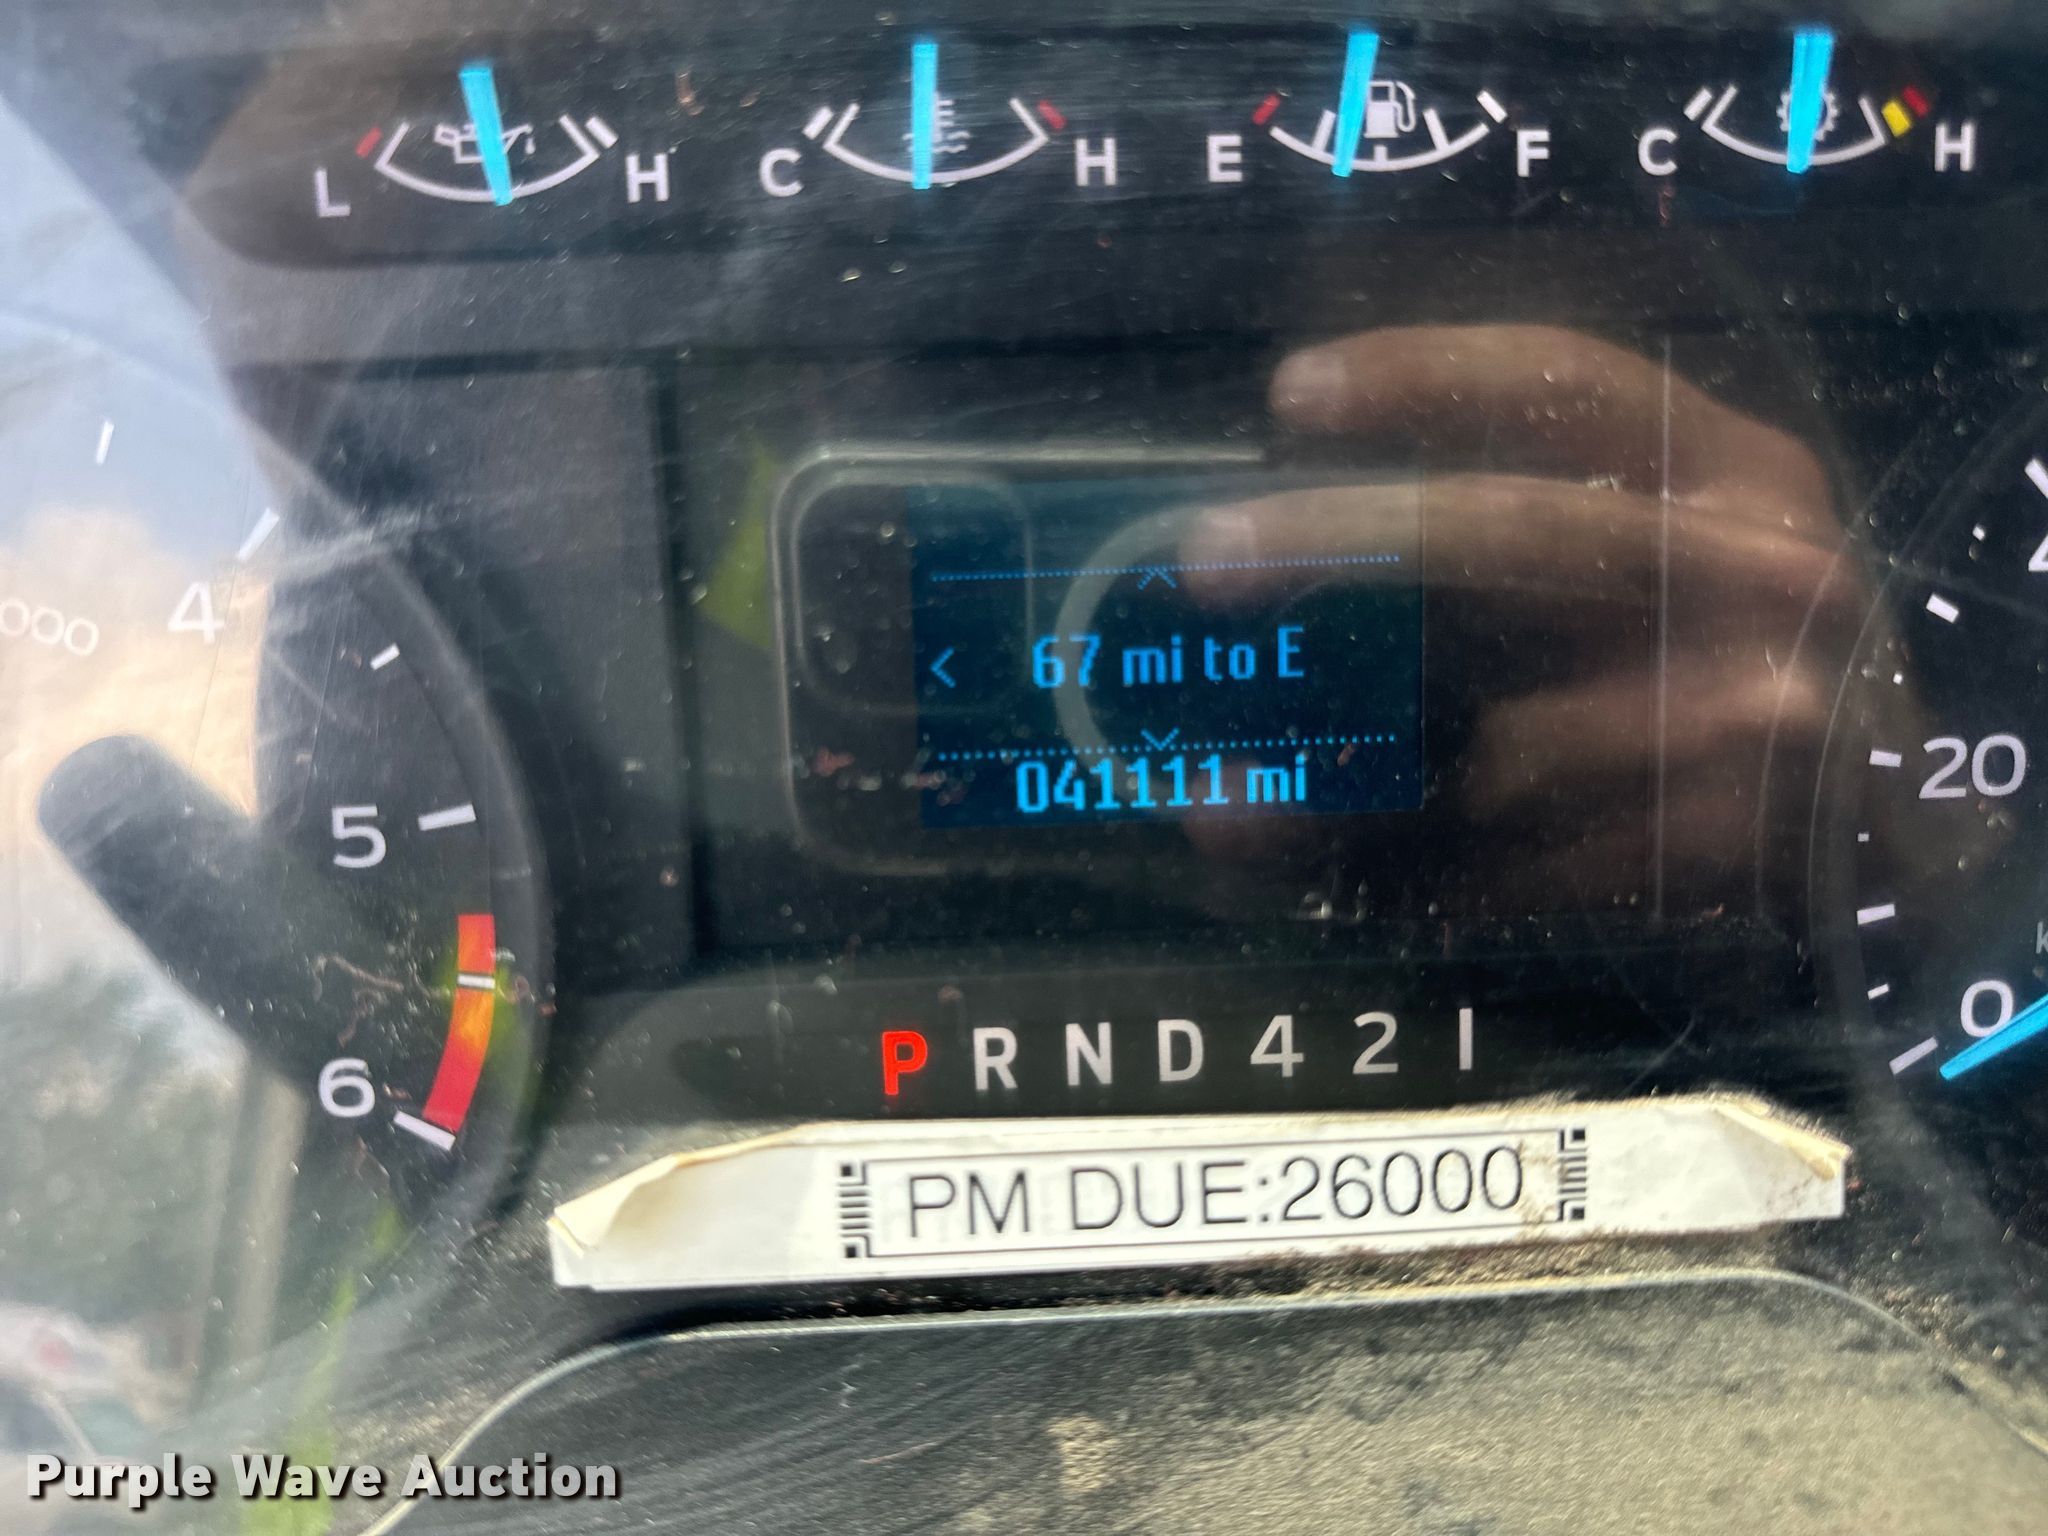 L H C H E F C H
4
000
5
6
< 67 mi to E
041111 mi
20
0
P R N D 4 2 1
PM DUE:26000
Purple Wave Auction